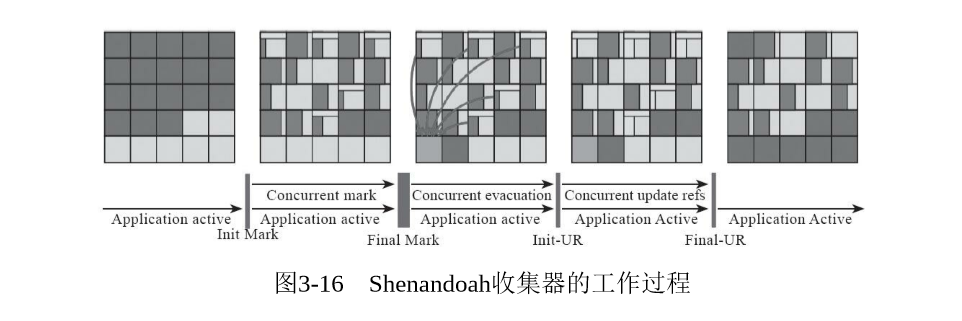 Concurrent mark
Concurrent evacuation
Concurrent update refs
Application active
Application active
Application active
Application Active
Application Active
Init Mark
Final Mark
Init-UR
Final-UR
图3-16 Shenandoah收集器的工作过程